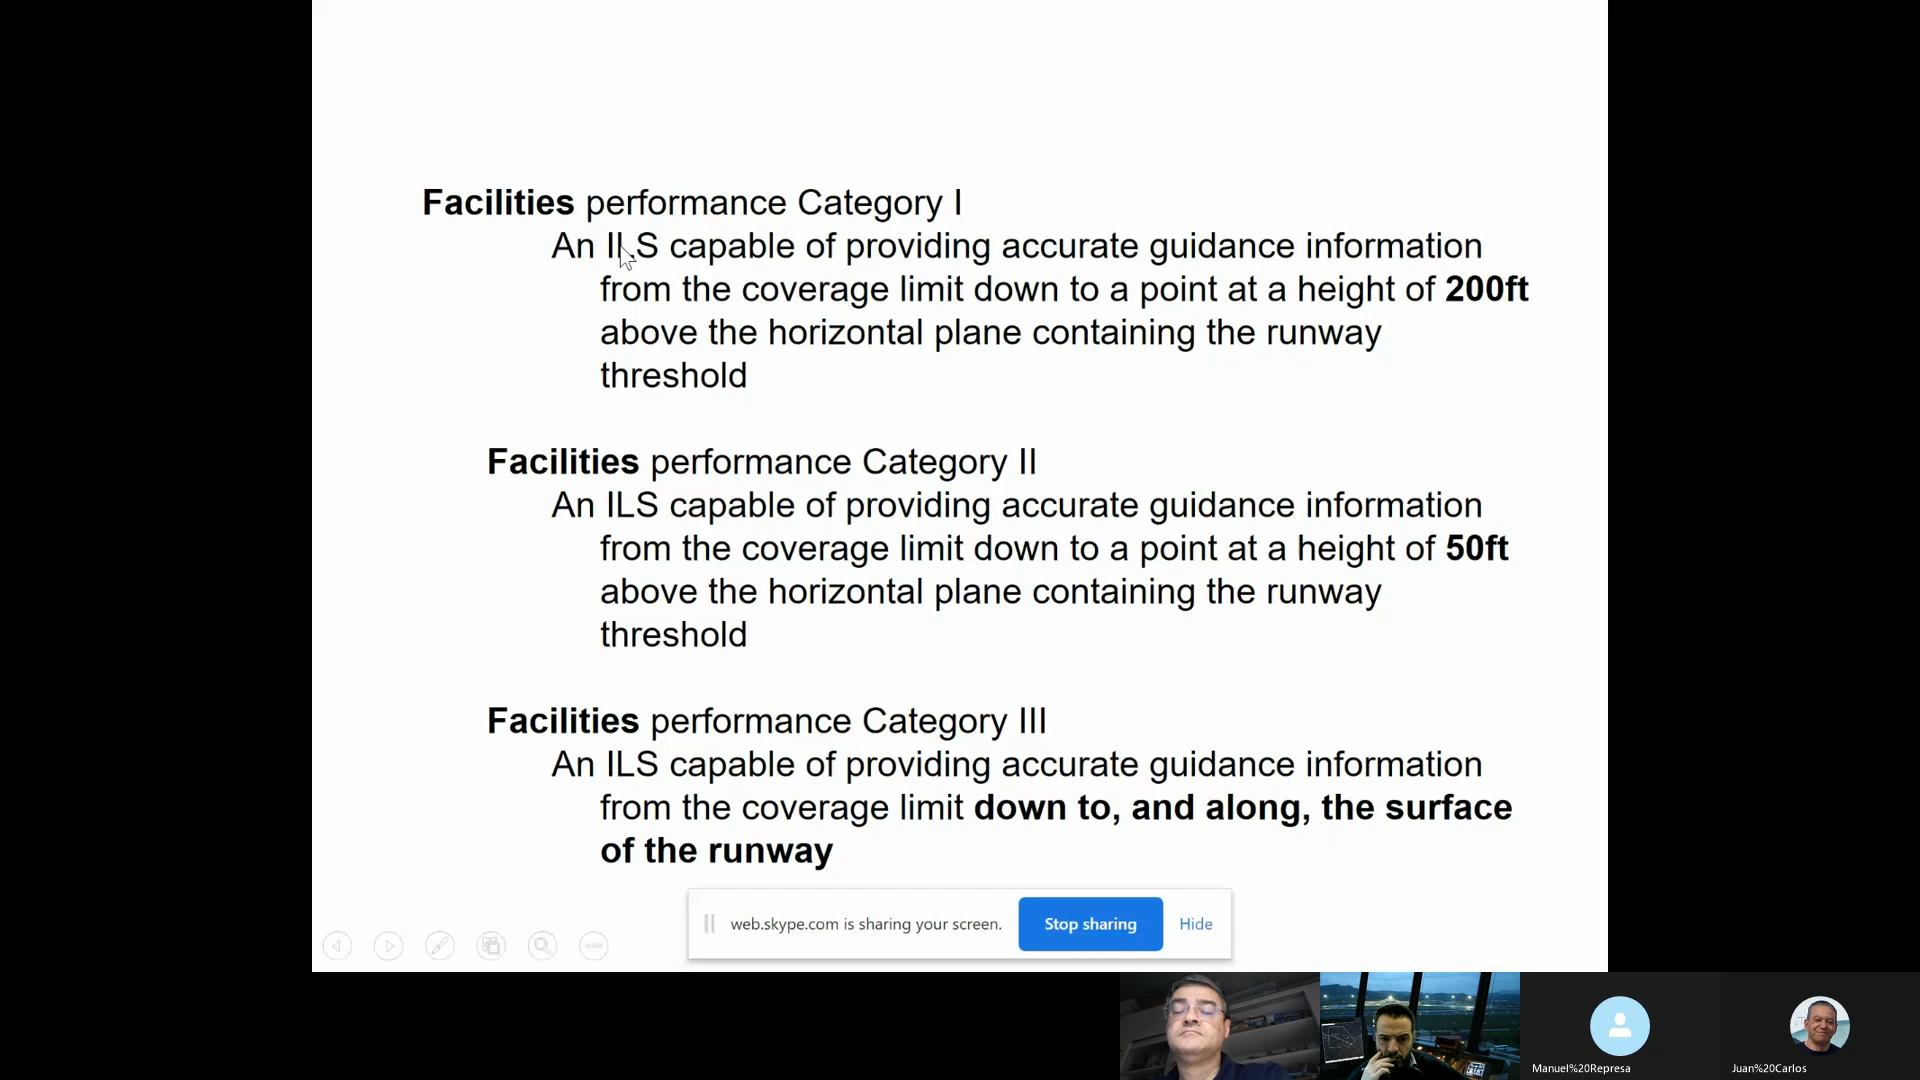 Facilities performance Category I
An ILS capable of providing accurate guidance information
from the coverage limit down to a point at a height of 200ft
above the horizontal plane containing the runway
threshold
Facilities performance Category II
An ILS capable of providing accurate guidance information
from the coverage limit down to a point at a height of 50ft
above the horizontal plane containing the runway
threshold
Facilities performance Category III
An ILS capable of providing accurate guidance information
from the coverage limit down to, and along, the surface
of the runway
web.skype.com is sharing your screen.
Stop sharing
Hide
Manuel%20Represa
Juan%20Carlos